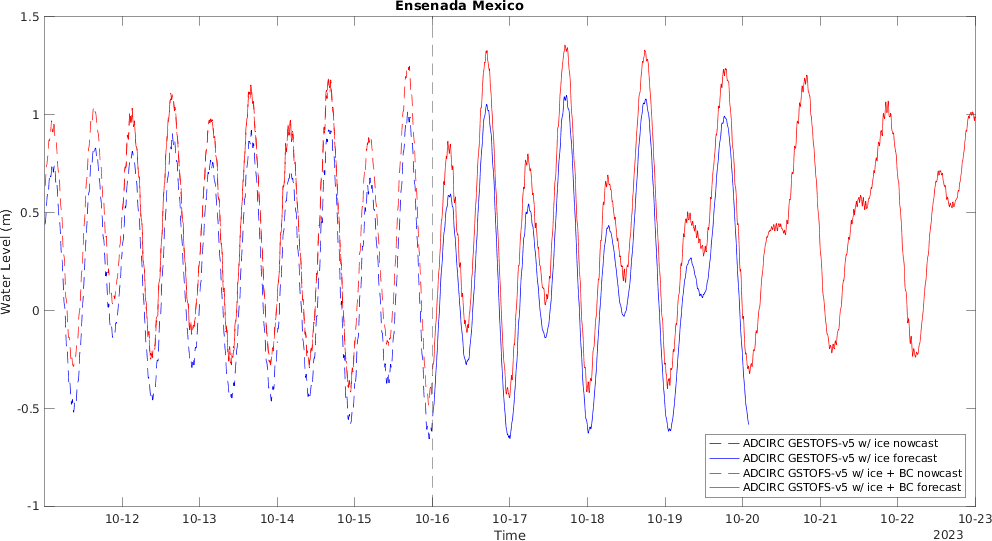 Ensenada Mexico
1.5
1
0.5
0
-0.5
-1
Water Level (m)
10-12 10-13 10-14 10-15 10-16 10-17 10-18 10-19 10-20 10-21 10-22 10-23
Time
2023
ADCIRC GESTOFS-v5 w/ ice nowcast
ADCIRC GESTOFS-v5 w/ ice forecast
ADCIRC GSTOFS-v5 w/ ice + BC nowcast
ADCIRC GSTOFS-v5 w/ ice + BC forecast